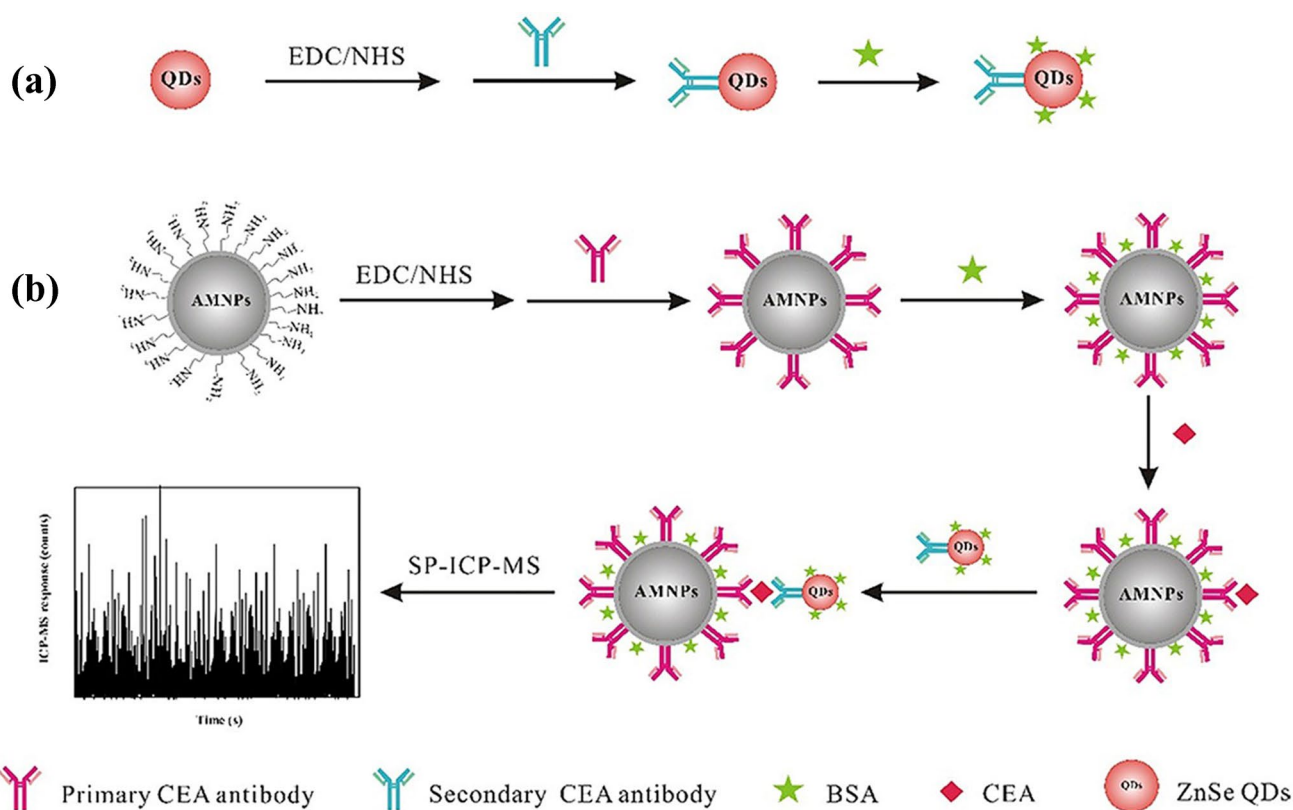 (a)
QDs
EDC/NHS
QDs
QDs
(b)
AMNPs
NH₂
EDC/NHS
AMNPs
AMNPs
ICP-MS response (counts)
Time (s)
SP-ICP-MS
AMNPs
QDs
QDs
AMNPs
Primary CEA antibody
Secondary CEA antibody
BSA
CEA
QDs
ZnSe QDs